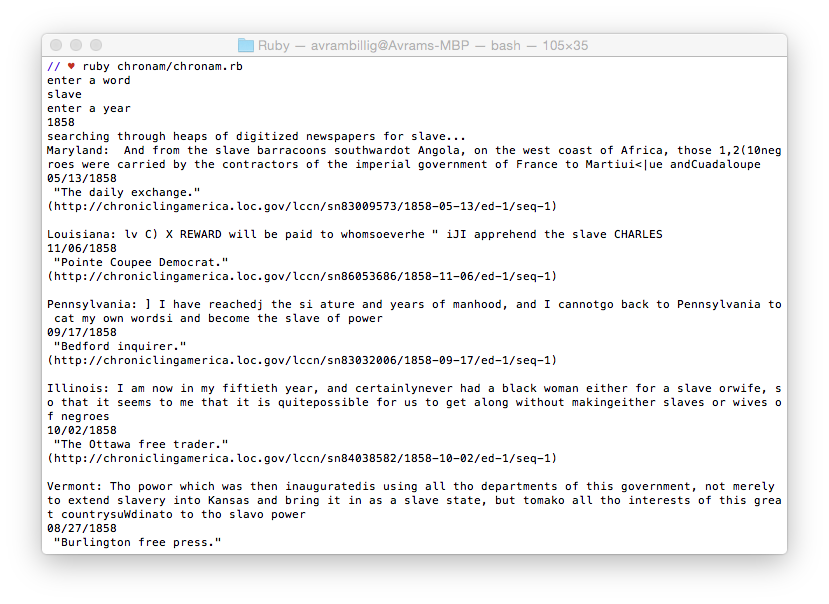 Ruby — avrambillig@Avrams-MBP — bash — 105×35
// ♥ ruby chronam/chronam.rb
enter a word
slave
enter a year
1858
searching through heaps of digitized newspapers for slave...
Maryland:  And from the slave barracoons southwardot Angola, on the west coast of Africa, those 1,2(10neg
roes were carried by the contractors of the imperial government of France to Martiui<|ue andCuadaloupe
05/13/1858
 "The daily exchange."
(http://chroniclingamerica.loc.gov/lccn/sn83009573/1858-05-13/ed-1/seq-1)
Louisiana: lv C) X REWARD will be paid to whomsoeverhe " iJI apprehend the slave CHARLES
11/06/1858
 "Pointe Coupee Democrat."
(http://chroniclingamerica.loc.gov/lccn/sn86053686/1858-11-06/ed-1/seq-1)
Pennsylvania: ] I have reachedj the si ature and years of manhood, and I cannotgo back to Pennsylvania to
 cat my own wordsi and become the slave of power
09/17/1858
 "Bedford inquirer."
(http://chroniclingamerica.loc.gov/lccn/sn83032006/1858-09-17/ed-1/seq-1)
Illinois: I am now in my fiftieth year, and certainlynever had a black woman either for a slave orwife, s
o that it seems to me that it is quitepossible for us to get along without makingeither slaves or wives o
f negroes
10/02/1858
 "The Ottawa free trader."
(http://chroniclingamerica.loc.gov/lccn/sn84038582/1858-10-02/ed-1/seq-1)
Vermont: Tho powor which was then inauguratedis using all tho departments of this government, not merely
to extend slavery into Kansas and bring it in as a slave state, but tomako all tho interests of this grea
t countrysuWdinato to tho slavo power
08/27/1858
 "Burlington free press."